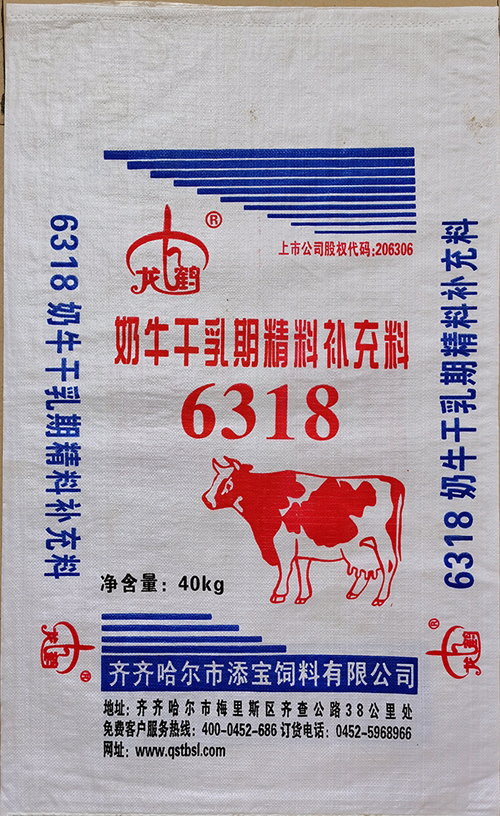 ®
上市公司股权代码:206306
龙鹤
奶牛干乳期精料补充料
6318
净含量：40kg
齐齐哈尔市添宝饲料有限公司
地址：齐齐哈尔市梅里斯区齐查公路38公里处
免费客户服务热线：400-0452-686 订货电话：0452-5968966
网址：www.qstbsl.com
6318 奶牛干乳期精料补充料
龙鹤
6318 奶牛干乳期精料补充料
®
龙鹤